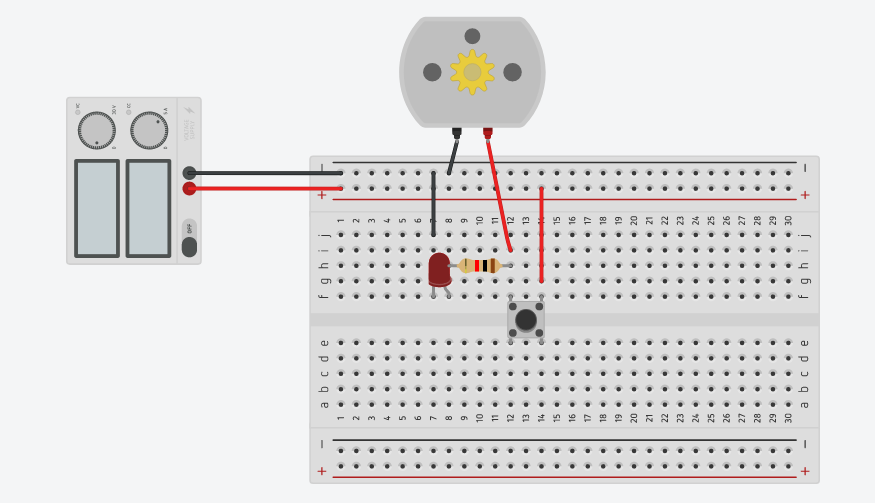 30 V
5 A
OFF
− −
+ +
1 2 3 4 5 6 7 8 9 10 11 12 13 14 15 16 17 18 19 20 21 22 23 24 25 26 27 28 29 30
j j
i i
h h
g g
f f
e e
d d
c c
b b
a a
1 2 3 4 5 6 7 8 9 10 11 12 13 14 15 16 17 18 19 20 21 22 23 24 25 26 27 28 29 30
− −
+ +